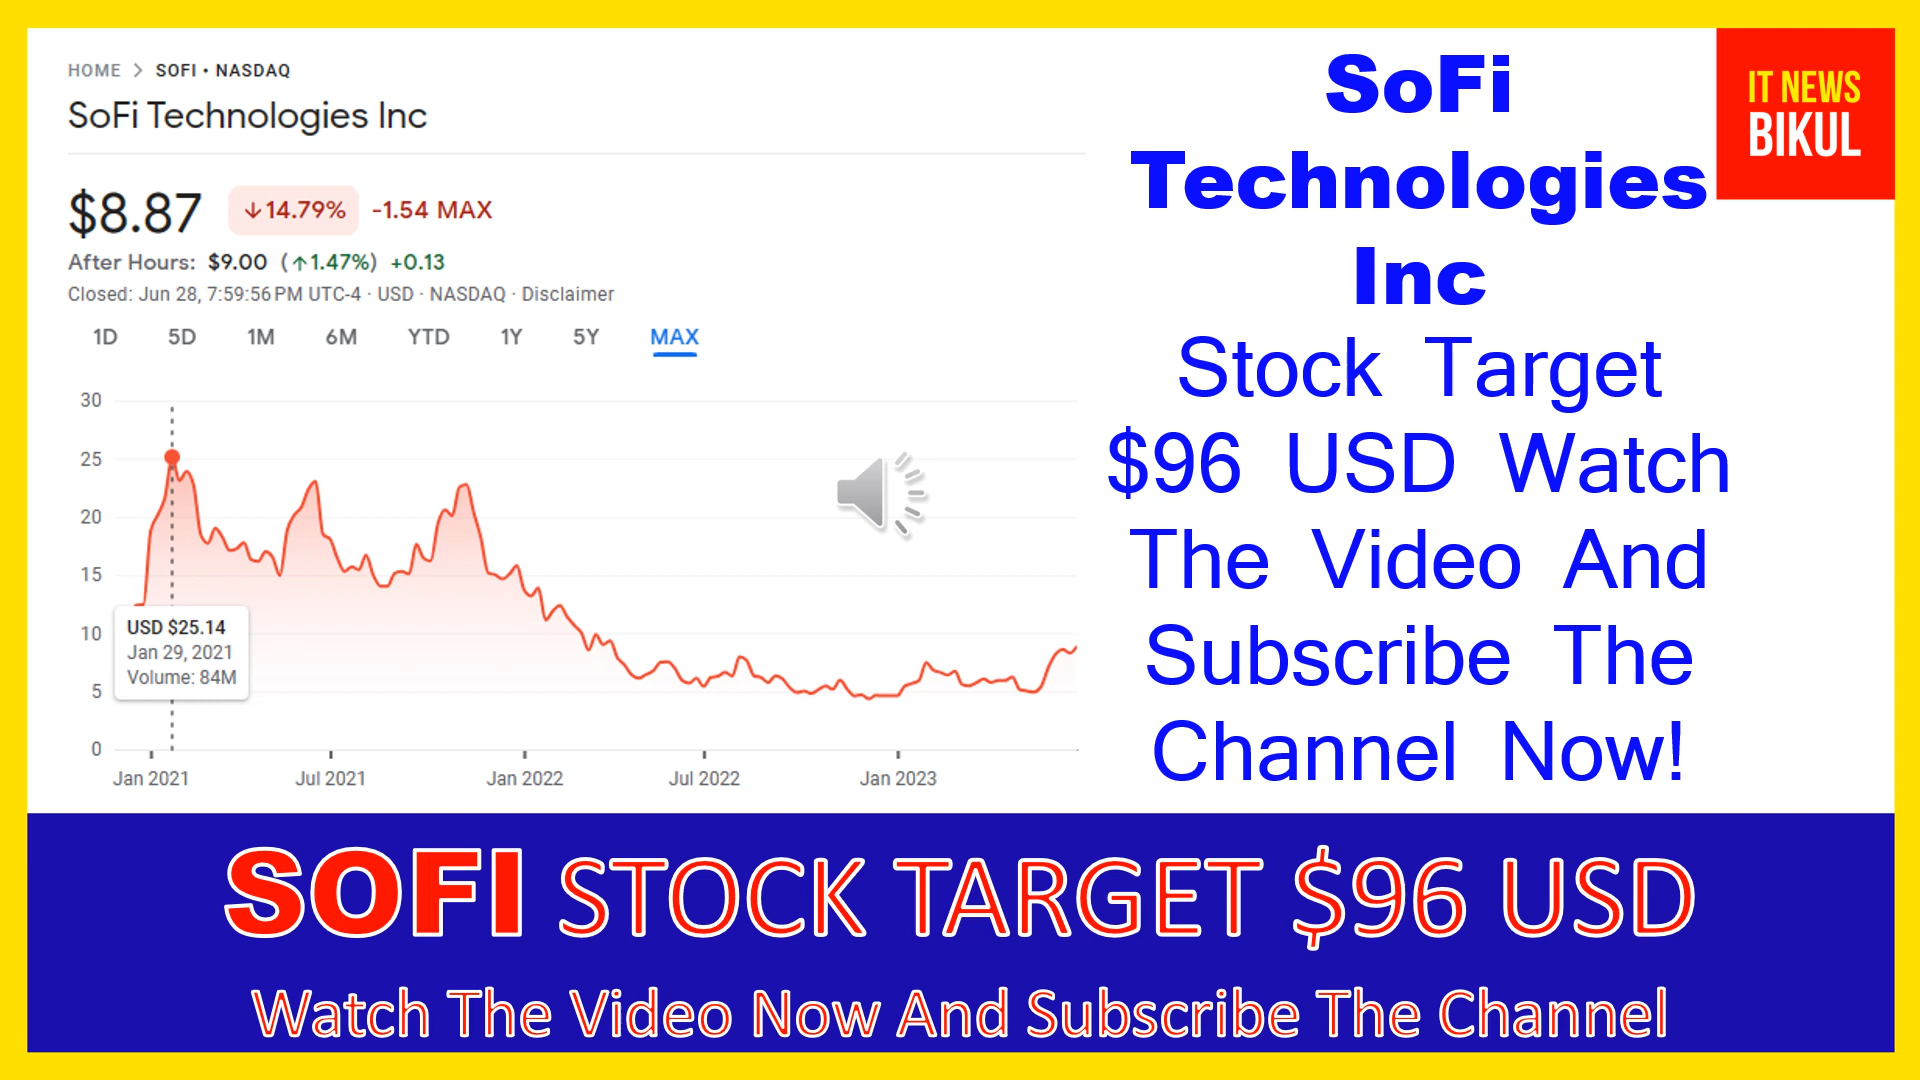 HOME > SOFI • NASDAQ
SoFi Technologies Inc
$8.87 ↓14.79% -1.54 MAX
After Hours: $9.00 (↑1.47%) +0.13
Closed: Jun 28, 7:59:56 PM UTC-4 · USD · NASDAQ · Disclaimer
1D 5D 1M 6M YTD 1Y 5Y MAX
30
25
20
15
10
5
0
USD $25.14
Jan 29, 2021
Volume: 84M
Jan 2021 Jul 2021 Jan 2022 Jul 2022 Jan 2023
SoFi
Technologies
Inc
Stock Target
$96 USD Watch
The Video And
Subscribe The
Channel Now!
IT NEWS
BIKUL
SOFI STOCK TARGET $96 USD
Watch The Video Now And Subscribe The Channel